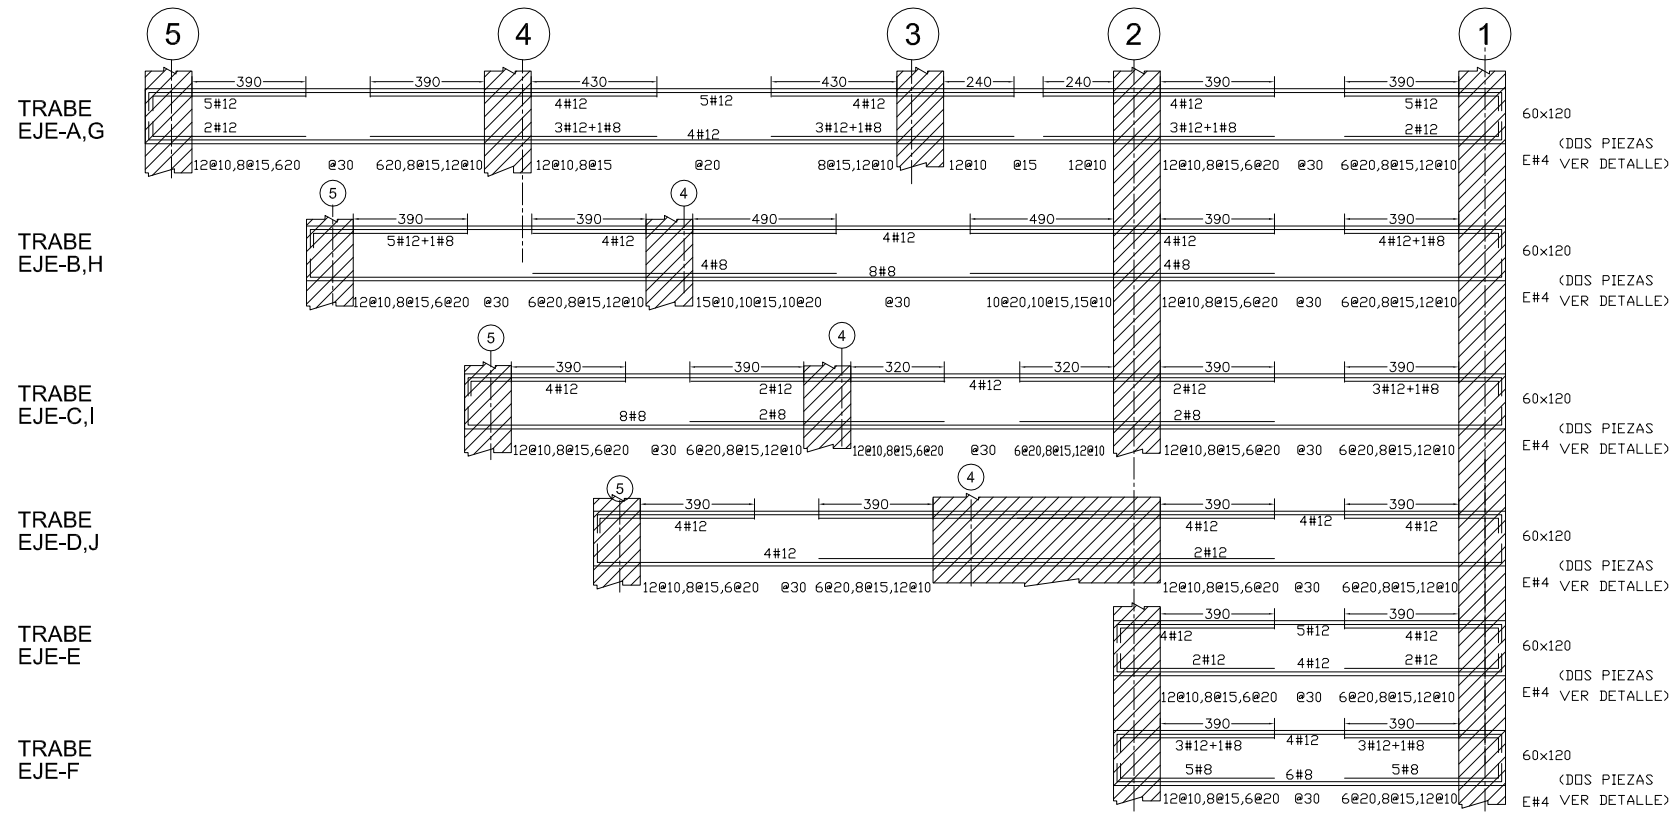 5 4 3 2 1
390 390 430 430 240 240 390 390
TRABE
EJE-A,G
5#12 4#12 5#12 4#12 4#12 5#12
60x120
2#12 3#12+1#8 4#12 3#12+1#8 3#12+1#8 2#12
(DOS PIEZAS
12@10,8@15,620 @30 620,8@15,12@10 12@10,8@15 @20 8@15,12@10 12@10 @15 12@10 12@10,8@15,6@20 @30 6@20,8@15,12@10 E#4 VER DETALLE)
5 4
390 390 490 490 390 390
TRABE
EJE-B,H
5#12+1#8 4#12 4#12 4#12 4#12+1#8
60x120
4#8 8#8 4#8
(DOS PIEZAS
12@10,8@15,6@20 @30 6@20,8@15,12@10 15@10,10@15,10@20 @30 10@20,10@15,15@10 12@10,8@15,6@20 @30 6@20,8@15,12@10 E#4 VER DETALLE)
5 4
390 390 320 320 390 390
TRABE
EJE-C,I
4#12 2#12 4#12 2#12 3#12+1#8
60x120
8#8 2#8 2#8
(DOS PIEZAS
12@10,8@15,6@20 @30 6@20,8@15,12@10 12@10,8@15,6@20 @30 6@20,8@15,12@10 12@10,8@15,6@20 @30 6@20,8@15,12@10 E#4 VER DETALLE)
5 4
390 390 390 390
TRABE
EJE-D,J
4#12 4#12 4#12 4#12
60x120
4#12 2#12
(DOS PIEZAS
12@10,8@15,6@20 @30 6@20,8@15,12@10 12@10,8@15,6@20 @30 6@20,8@15,12@10 E#4 VER DETALLE)
390 390
TRABE
EJE-E
4#12 5#12 4#12
60x120
2#12 4#12 2#12
(DOS PIEZAS
12@10,8@15,6@20 @30 6@20,8@15,12@10 E#4 VER DETALLE)
390 390
TRABE
EJE-F
3#12+1#8 4#12 3#12+1#8
60x120
5#8 6#8 5#8
(DOS PIEZAS
12@10,8@15,6@20 @30 6@20,8@15,12@10 E#4 VER DETALLE)